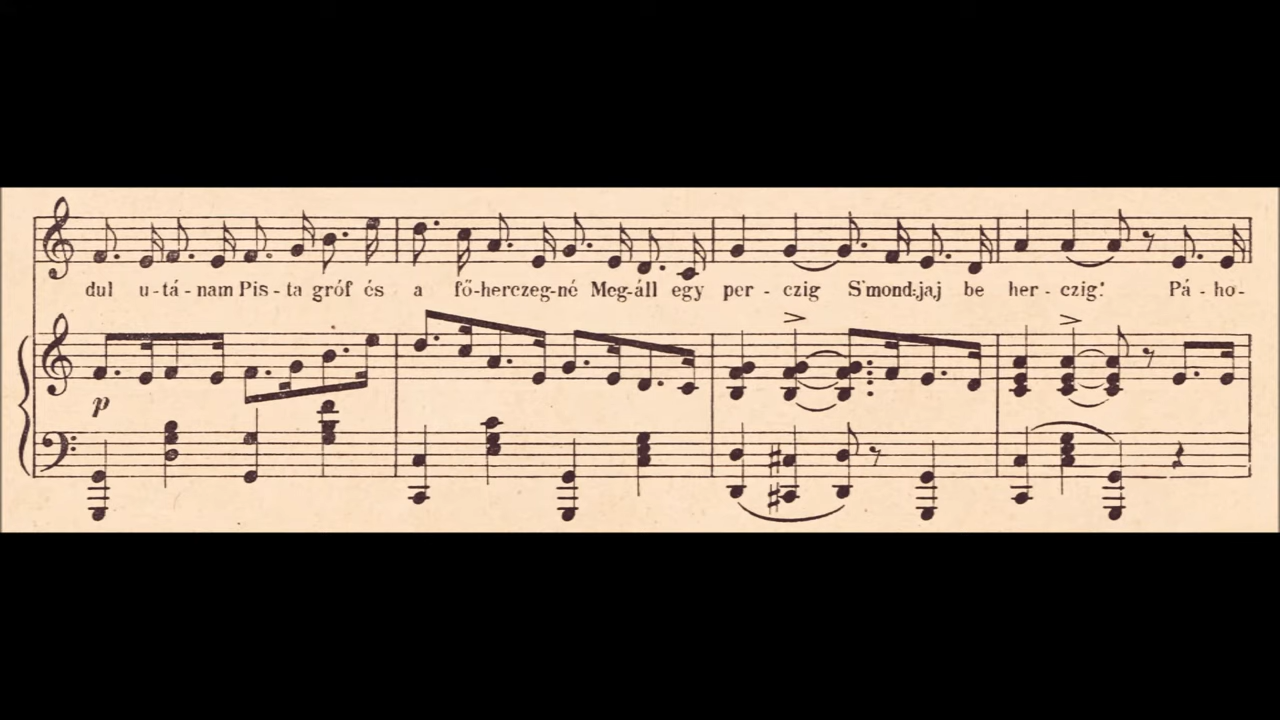 dul u-tá-nam Pis-ta gróf és a fő-herczeg-né Meg-áll egy per-czig S'mond:jaj be her-czig! Pá-ho-
p